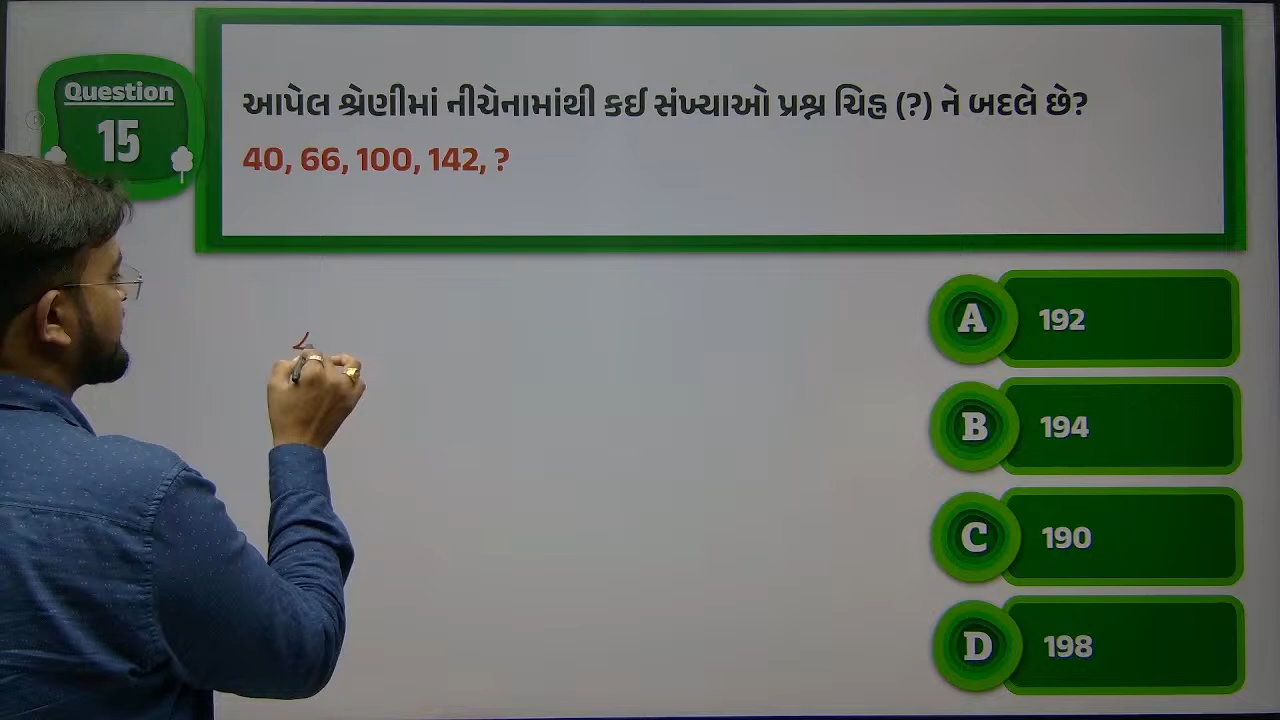 Question
15
આપેલ શ્રેણીમાં નીચેનામાંથી કઈ સંખ્યાઓ પ્રશ્ન ચિહ્ન (?) ને બદલે છે?
40, 66, 100, 142, ?
A 192
B 194
C 190
D 198